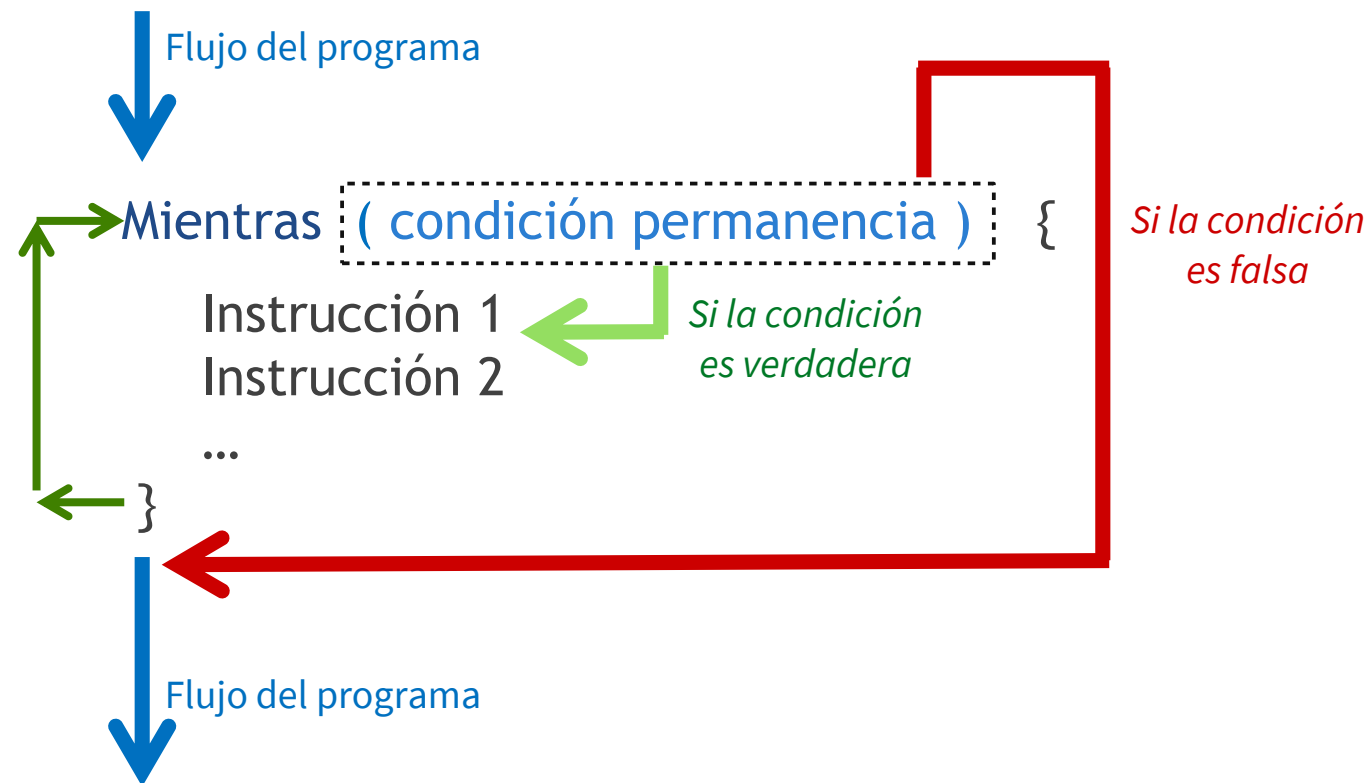 Flujo del programa
Mientras ( condición permanencia ) {
Si la condición
es falsa
Instrucción 1
Si la condición
es verdadera
Instrucción 2
...
}
Flujo del programa